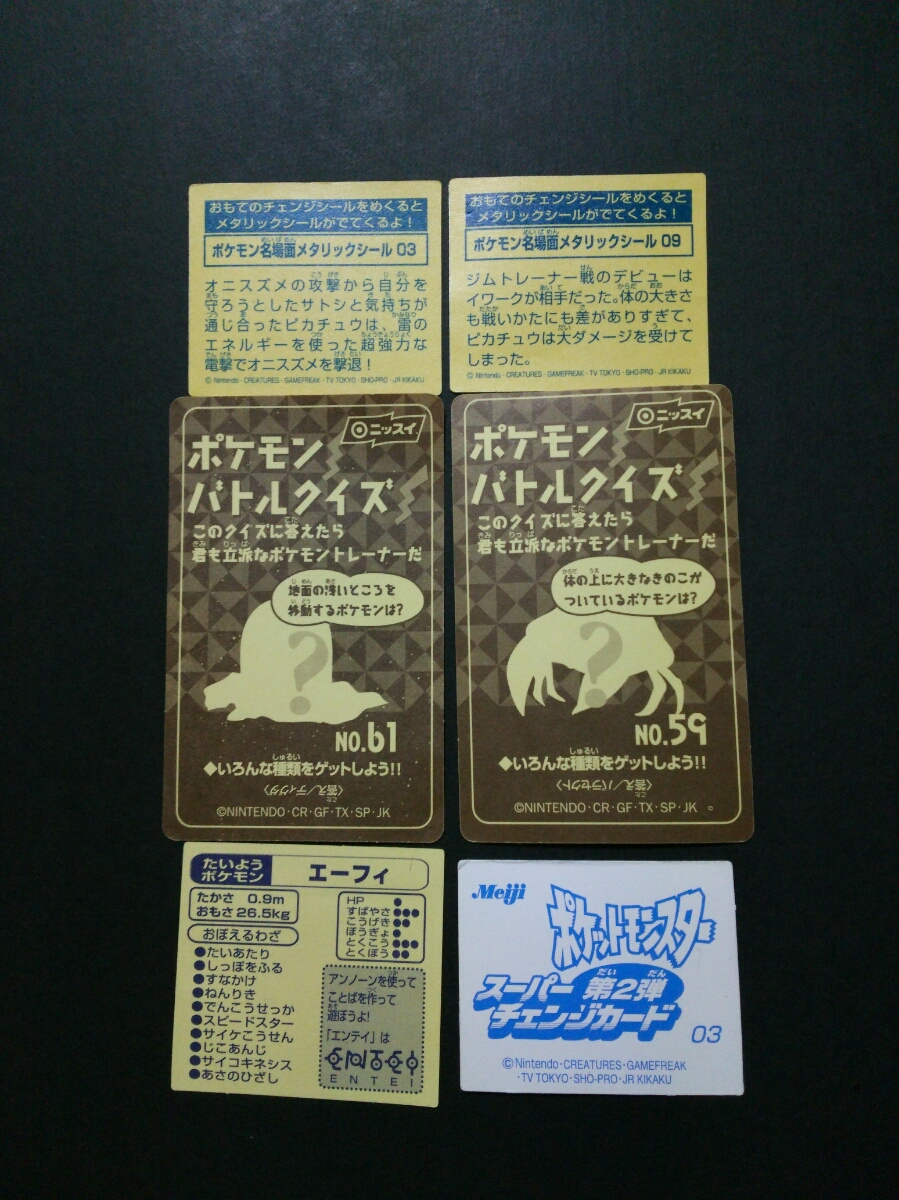 おもてのチェンジシールをめくると
メタリックシールがでてくるよ!
ポケモン名場面メタリックシール 03
オニスズメの攻撃から自分を
守ろうとしたサトシと気持ちが
通じ合ったピカチュウは、雷の
エネルギーを使った超強力な
電撃でオニスズメを撃退!
©Nintendo・CREATURES・GAMEFREAK・TV TOKYO・SHO-PRO・JR KIKAKU
おもてのチェンジシールをめくると
メタリックシールがでてくるよ!
ポケモン名場面メタリックシール 09
ジムトレーナー戦のデビューは
イワークが相手だった。体の大きさ
も戦いかたにも差がありすぎて、
ピカチュウは大ダメージを受けて
しまった。
©Nintendo・CREATURES・GAMEFREAK・TV TOKYO・SHO-PRO・JR KIKAKU
ニッスイ
ポケモン
バトルクイズ
このクイズに答えたら
君も立派なポケモントレーナーだ
地面の浅いところを
移動するポケモンは?
?
NO.61
◆いろんな種類をゲットしよう!!
〈答え/ディグダ〉
©NINTENDO・CR・GF・TX・SP・JK
ニッスイ
ポケモン
バトルクイズ
このクイズに答えたら
君も立派なポケモントレーナーだ
体の上に大きなきのこが
ついているポケモンは?
?
NO.59
◆いろんな種類をゲットしよう!!
〈答え/パラセクト〉
©NINTENDO・CR・GF・TX・SP・JK
たいよう
ポケモン
エーフィ
たかさ 0.9m
おもさ 26.5kg
おぼえるわざ
●たいあたり
●しっぽをふる
●すなかけ
●ねんりき
●でんこうせっか
●スピードスター
●サイケこうせん
●じこあんじ
●サイコキネシス
●あさのひざし
HP ●
すばやさ ●●●
こうげき ●●
ぼうぎょ ●
とくこう ●●●
とくぼう ●●
アンノーンを使って
ことばを作って
遊ぼうよ!
「エンテイ」は
ENTEI
Meiji
ポケットモンスター
スーパー 第2弾
チェンジカード
03
©Nintendo・CREATURES・GAMEFREAK
・TV TOKYO・SHO-PRO・JR KIKAKU